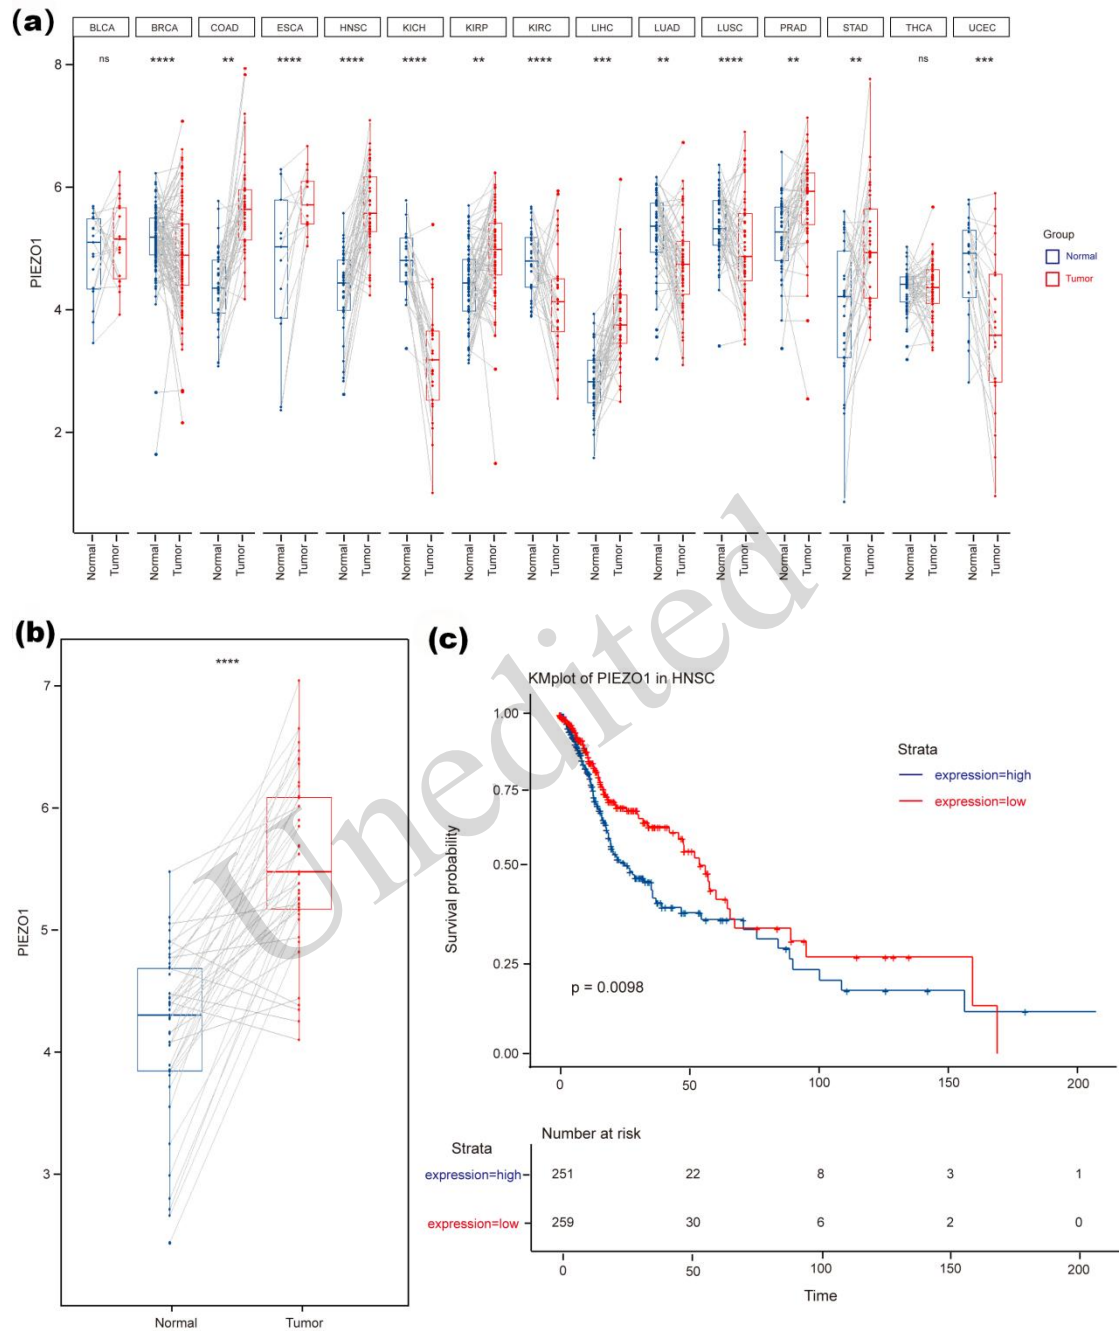 (a)
BLCA BRCA COAD ESCA HNSC KICH KIRP KIRC LIHC LUAD LUSC PRAD STAD THCA UCEC
ns **** ** **** **** **** ** **** *** ** **** ** ** ns ***
8
6
4
2
PIEZO1
Group
Normal
Tumor
Normal Tumor Normal Tumor Normal Tumor Normal Tumor Normal Tumor Normal Tumor Normal Tumor Normal Tumor Normal Tumor Normal Tumor Normal Tumor Normal Tumor Normal Tumor Normal Tumor Normal Tumor
(b)
****
7
6
5
4
3
PIEZO1
Normal Tumor
(c)
KMplot of PIEZO1 in HNSC
1.00
0.75
0.50
0.25
0.00
Survival probability
Strata
expression=high
expression=low
p = 0.0098
0 50 100 150 200
Number at risk
Strata
expression=high 251 22 8 3 1
expression=low 259 30 6 2 0
0 50 100 150 200
Time
Unedited